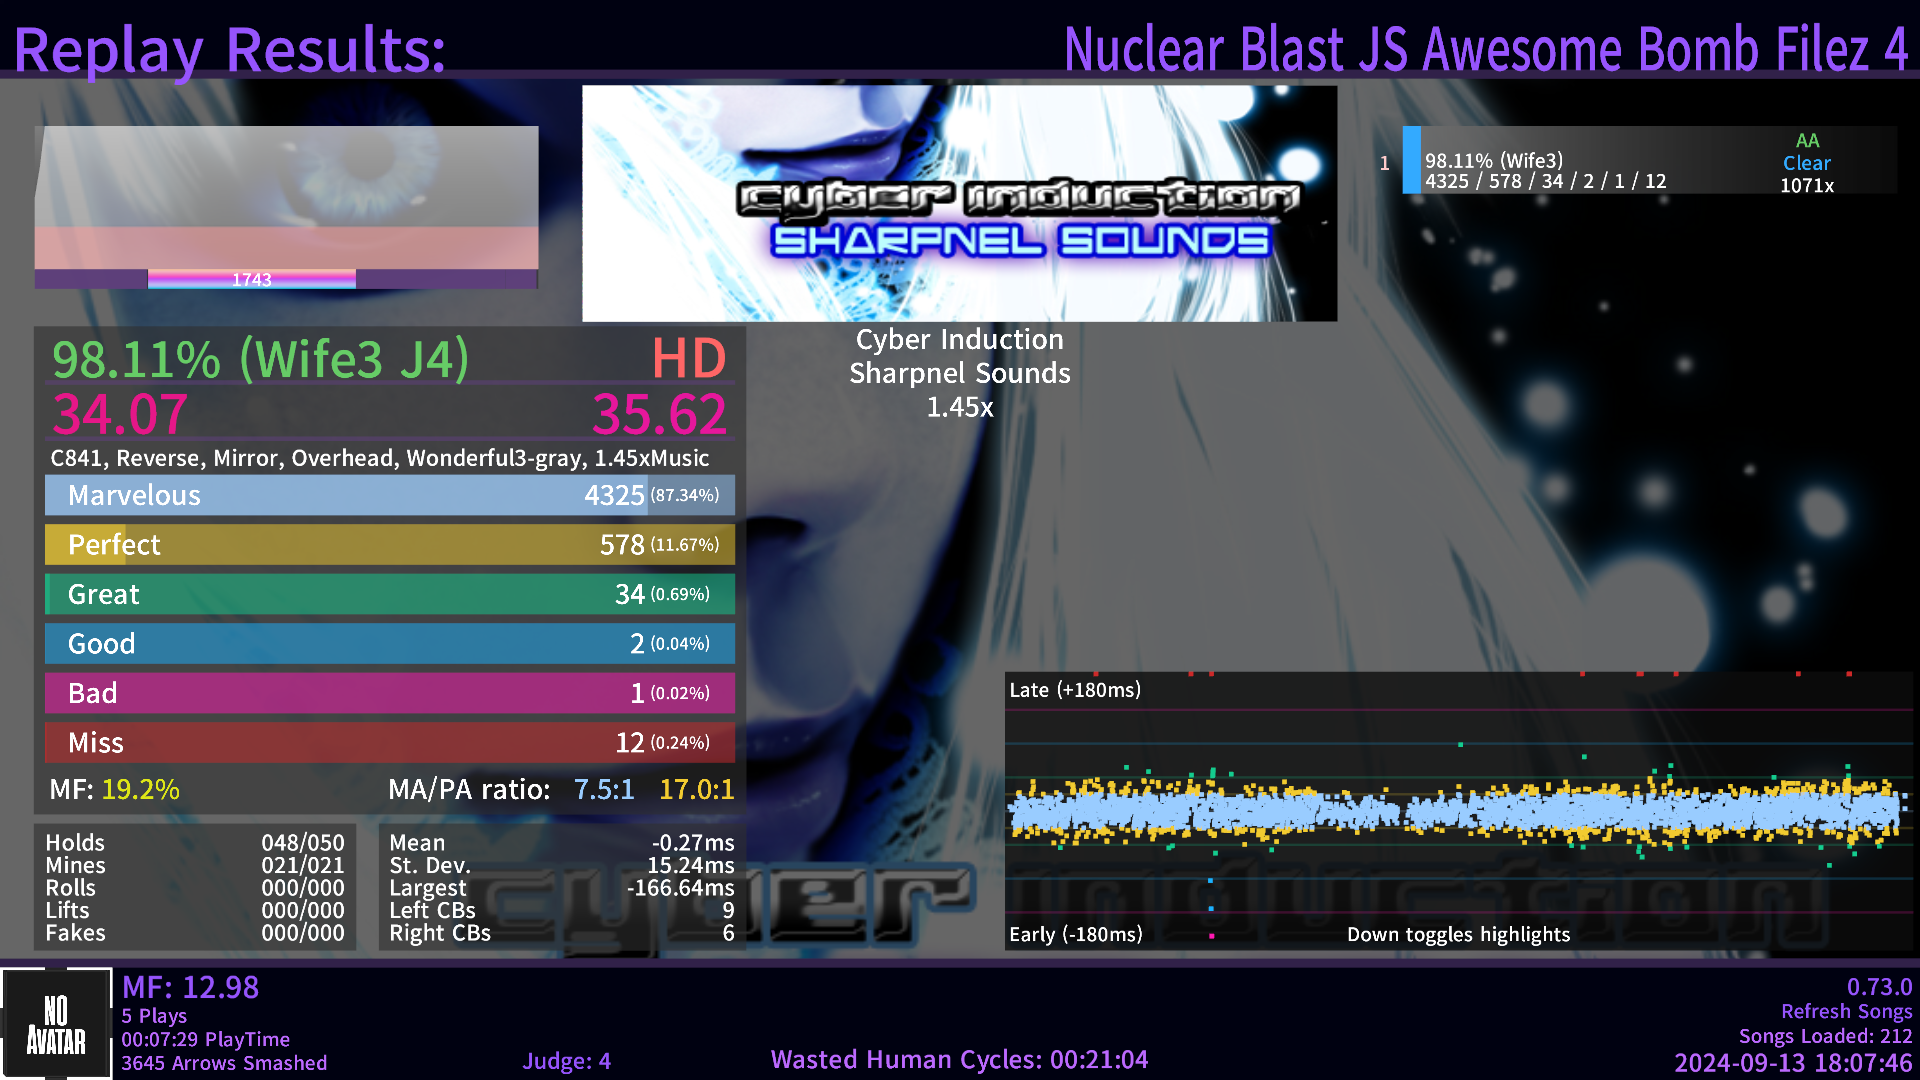 Replay Results:
Nuclear Blast JS Awesome Bomb Filez 4
cyber induction
SHARPNEL SOUNDS
1743
1
98.11% (Wife3)
4325 / 578 / 34 / 2 / 1 / 12
AA
Clear
1071x
Cyber Induction
Sharpnel Sounds
1.45x
98.11% (Wife3 J4) HD
34.07 35.62
C841, Reverse, Mirror, Overhead, Wonderful3-gray, 1.45xMusic
Marvelous 4325 (87.34%)
Perfect 578 (11.67%)
Great 34 (0.69%)
Good 2 (0.04%)
Bad 1 (0.02%)
Miss 12 (0.24%)
MF: 19.2% MA/PA ratio: 7.5:1 17.0:1
Holds 048/050
Mines 021/021
Rolls 000/000
Lifts 000/000
Fakes 000/000
Mean -0.27ms
St. Dev. 15.24ms
Largest -166.64ms
Left CBs 9
Right CBs 6
Late (+180ms)
Early (-180ms)
Down toggles highlights
cyber induction
NO
AVATAR
MF: 12.98
5 Plays
00:07:29 PlayTime
3645 Arrows Smashed
Judge: 4
Wasted Human Cycles: 00:21:04
0.73.0
Refresh Songs
Songs Loaded: 212
2024-09-13 18:07:46